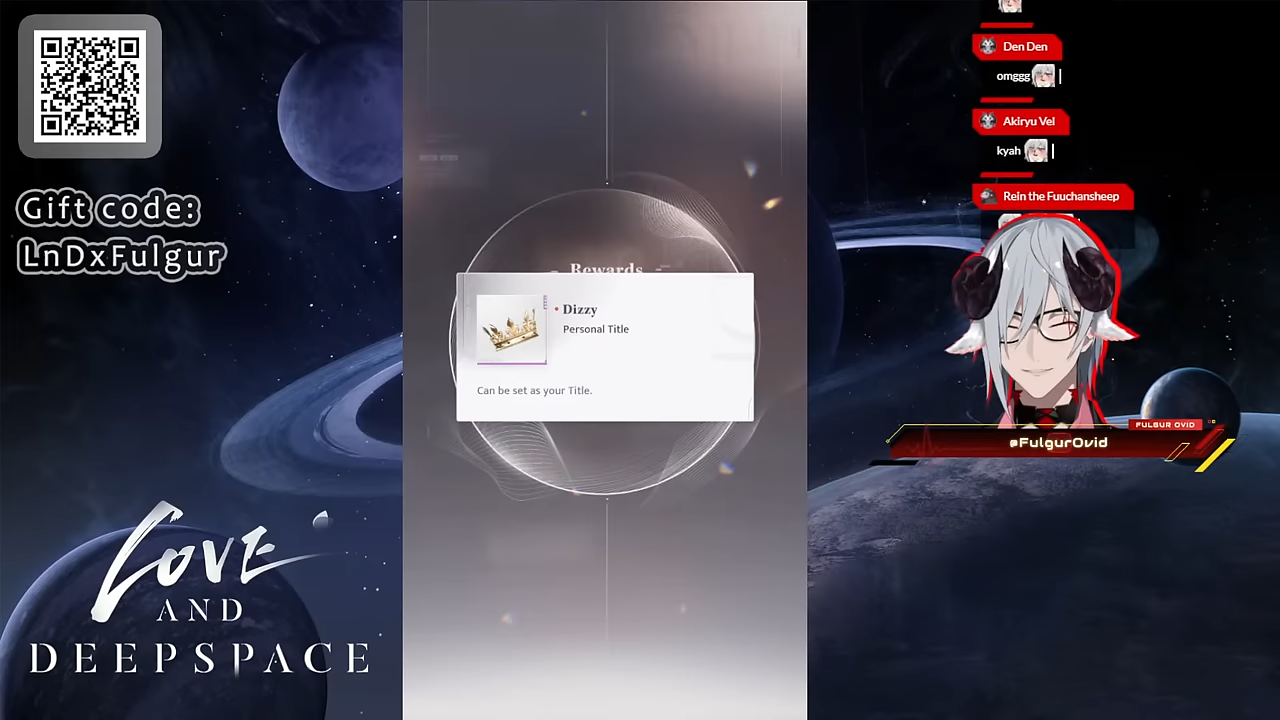 Gift code:
LnDxFulgur
LOVE
AND
DEEPSPACE
Rewards
Dizzy
Personal Title
Can be set as your Title.
Den Den
omggg
Akiryu Vel
kyah
Rein the Fuuchansheep
FULGUR OVID
@FulgurOvid